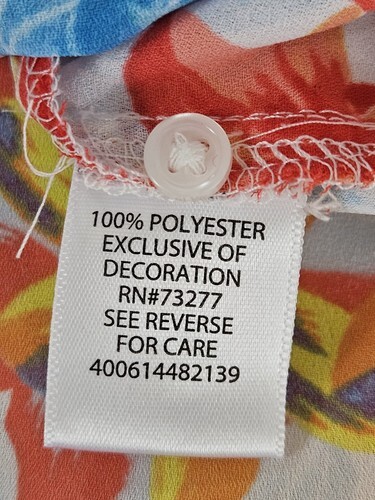 100% POLYESTER
EXCLUSIVE OF
DECORATION
RN#73277
SEE REVERSE
FOR CARE
400614482139